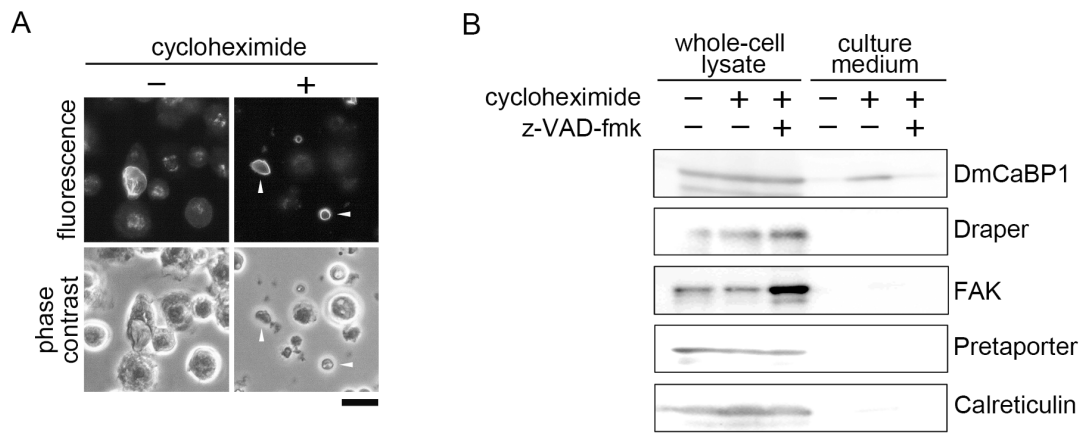 A
cycloheximide
− +
fluorescence
phase
contrast
B
whole-cell
lysate
culture
medium
cycloheximide − + + − + +
z-VAD-fmk − − + − − +
DmCaBP1
Draper
FAK
Pretaporter
Calreticulin